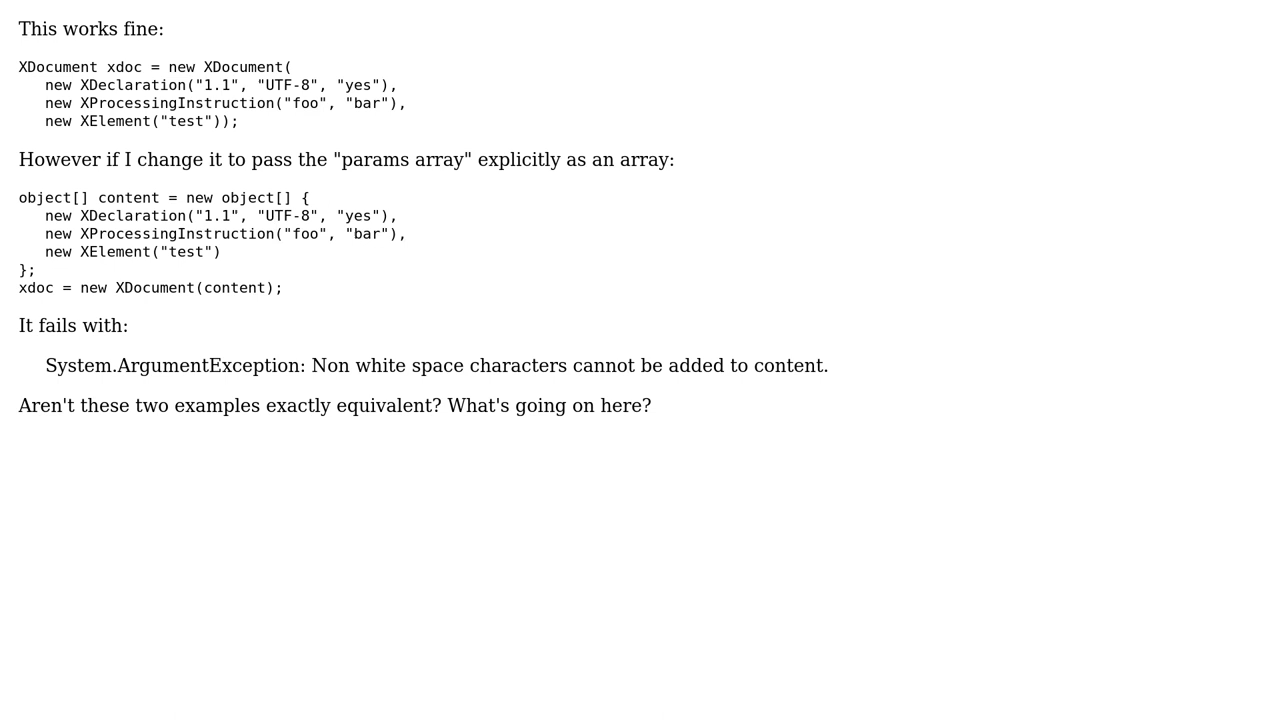 This works fine:
XDocument xdoc = new XDocument(
   new XDeclaration("1.1", "UTF-8", "yes"),
   new XProcessingInstruction("foo", "bar"),
   new XElement("test"));
However if I change it to pass the "params array" explicitly as an array:
object[] content = new object[] {
   new XDeclaration("1.1", "UTF-8", "yes"),
   new XProcessingInstruction("foo", "bar"),
   new XElement("test")
};
xdoc = new XDocument(content);
It fails with:
System.ArgumentException: Non white space characters cannot be added to content.
Aren't these two examples exactly equivalent? What's going on here?